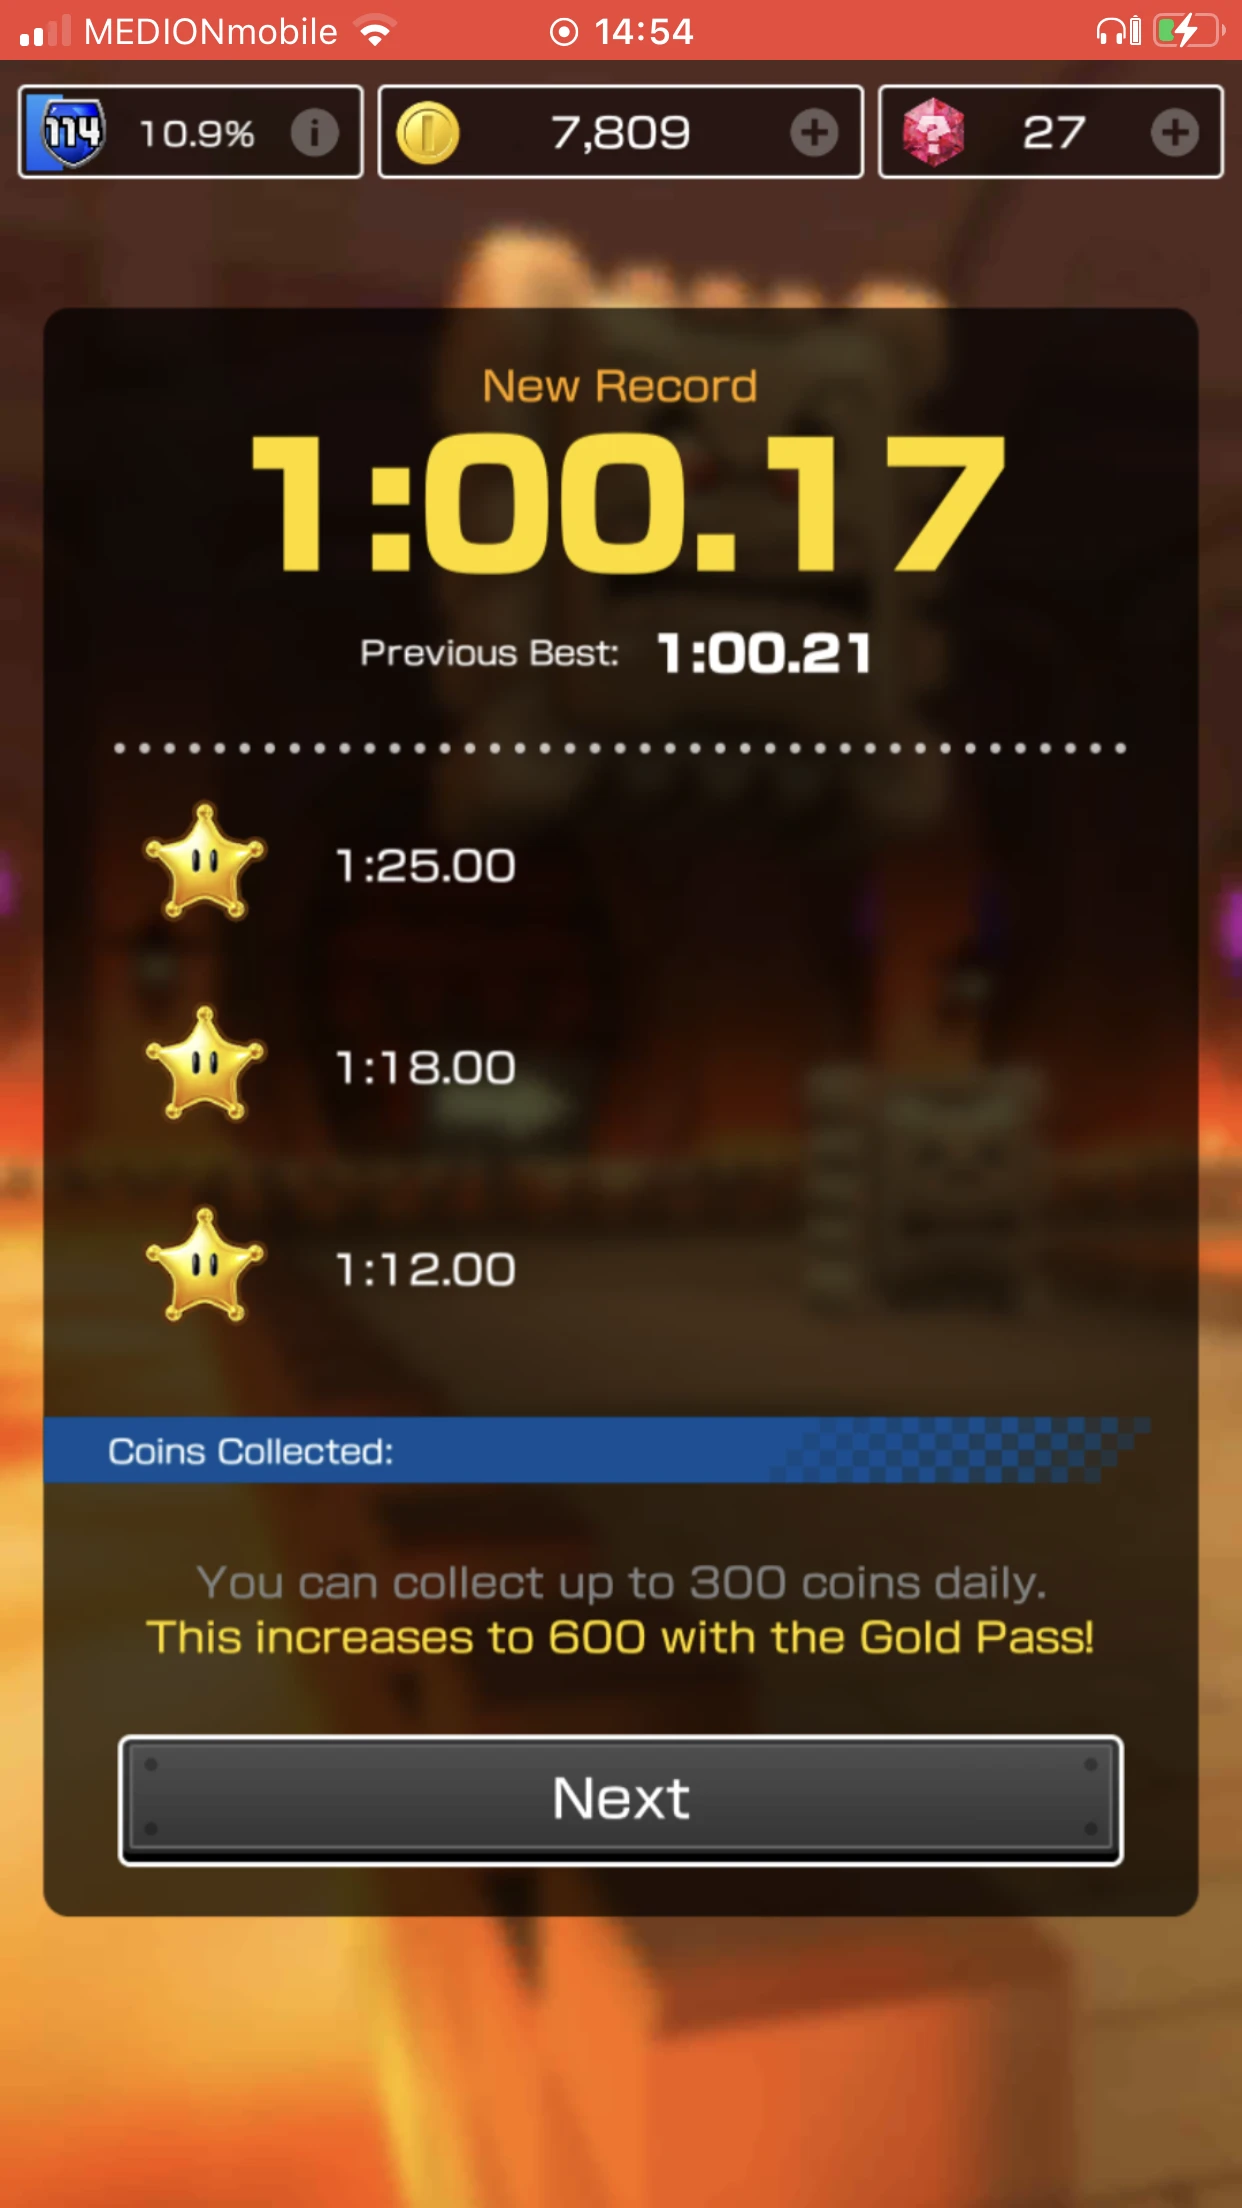 MEDIONmobile 14:54
114 10.9% i 7,809 + ? 27 +
New Record
1:00.17
Previous Best: 1:00.21
1:25.00
1:18.00
1:12.00
Coins Collected:
You can collect up to 300 coins daily.
This increases to 600 with the Gold Pass!
Next